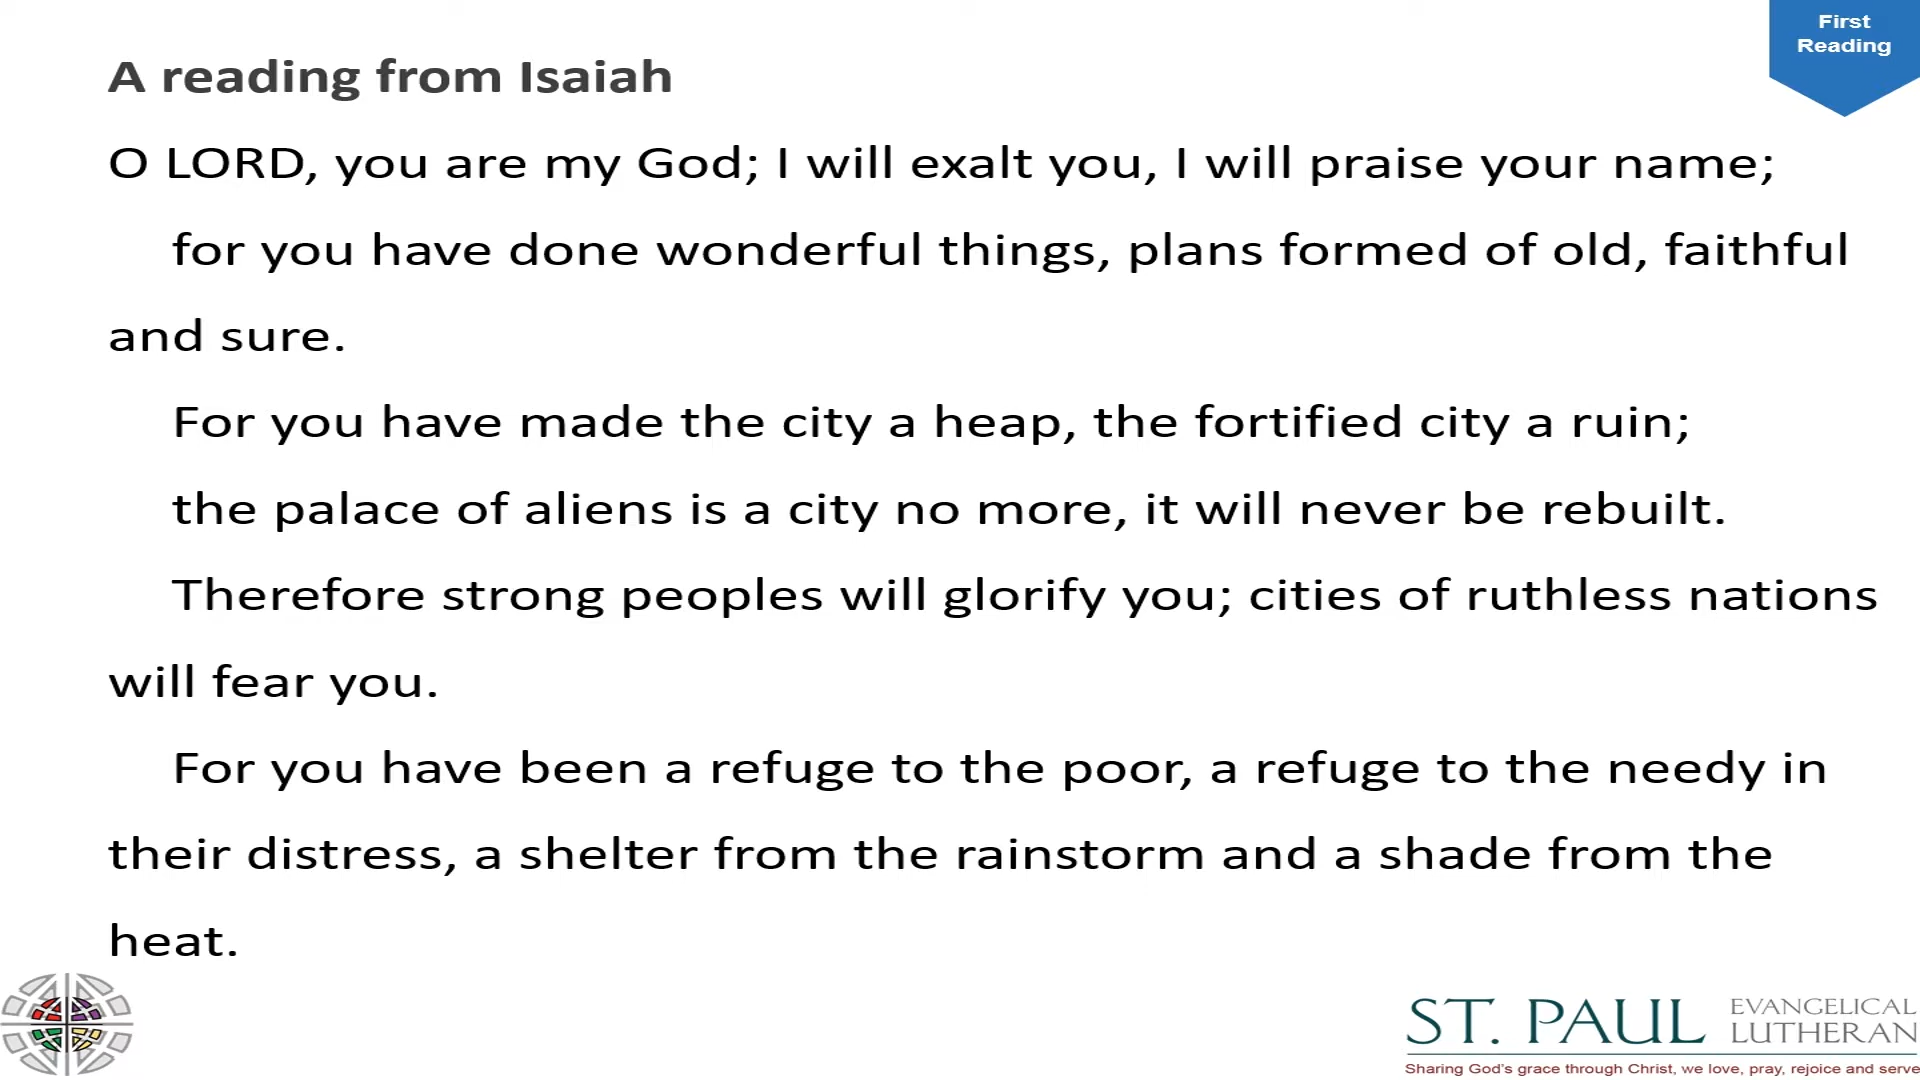 First
Reading
A reading from Isaiah
O LORD, you are my God; I will exalt you, I will praise your name;
for you have done wonderful things, plans formed of old, faithful
and sure.
For you have made the city a heap, the fortified city a ruin;
the palace of aliens is a city no more, it will never be rebuilt.
Therefore strong peoples will glorify you; cities of ruthless nations
will fear you.
For you have been a refuge to the poor, a refuge to the needy in
their distress, a shelter from the rainstorm and a shade from the
heat.
ST. PAUL EVANGELICAL
LUTHERAN
Sharing God's grace through Christ, we love, pray, rejoice and serve